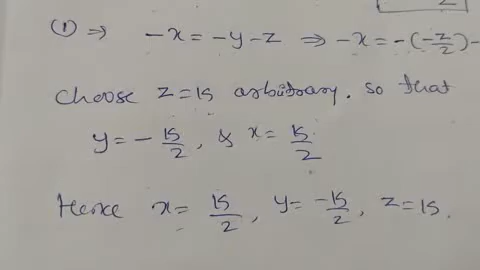 ① ⇒ -x = -y - z ⇒ -x = -(-z/2) -
choose z = 15 arbitrary. so that
y = - 15/2, & x = 15/2
Hence x = 15/2, y = -15/2, z = 15.